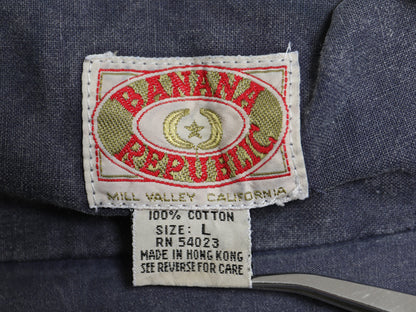 BANANA
REPUBLIC
MILL VALLEY CALIFORNIA
100% COTTON
SIZE: L
RN 54023
MADE IN HONG KONG
SEE REVERSE FOR CARE